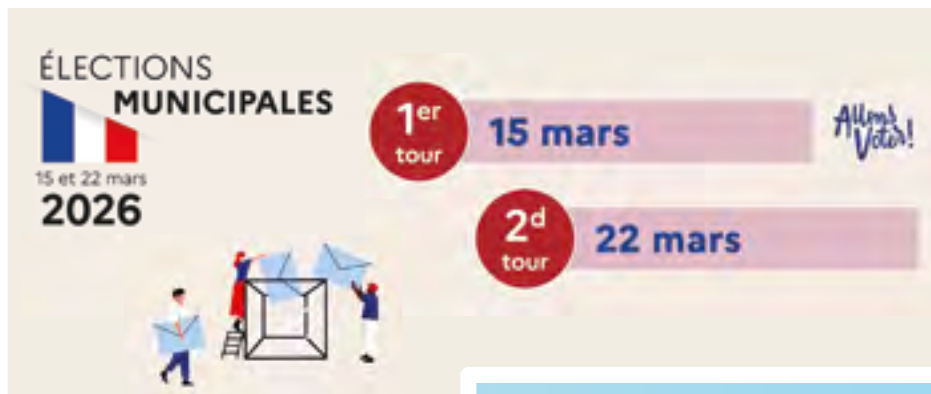 ÉLECTIONS
MUNICIPALES
15 et 22 mars
2026
1er
tour
15 mars
Allons
Voter!
2d
tour
22 mars